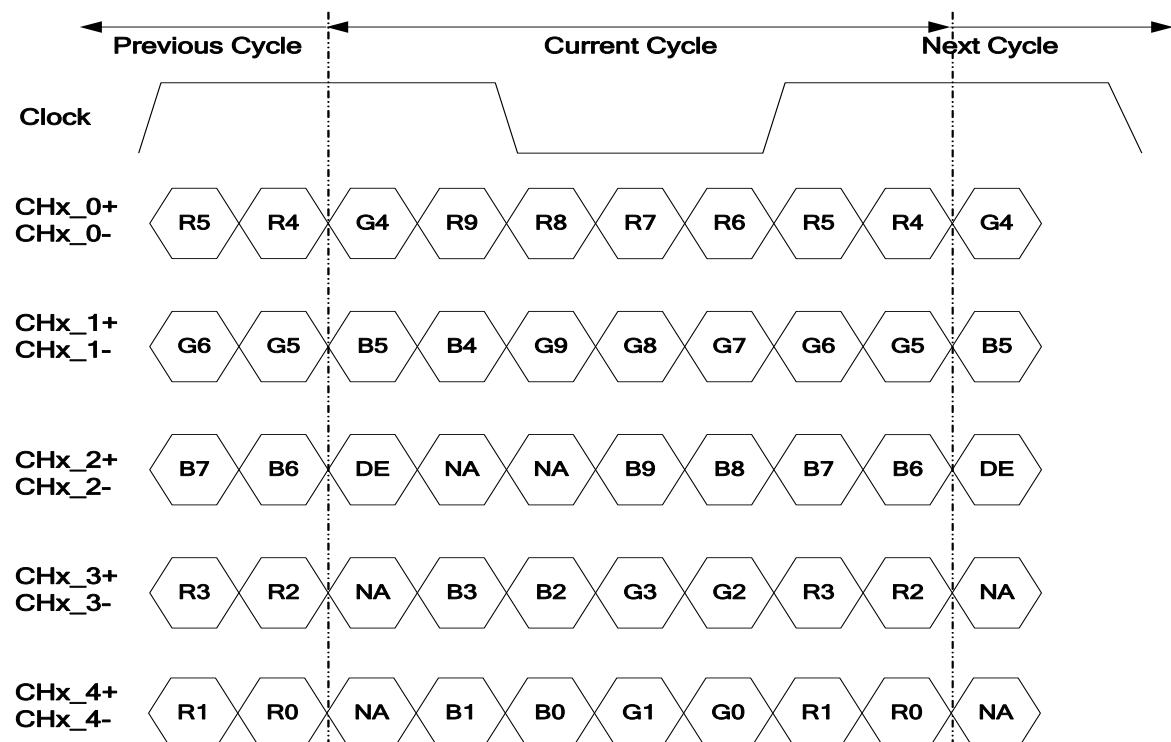 Previous Cycle Current Cycle Next Cycle
Clock
CHx_0+
CHx_0-
R5 R4 G4 R9 R8 R7 R6 R5 R4 G4
CHx_1+
CHx_1-
G6 G5 B5 B4 G9 G8 G7 G6 G5 B5
CHx_2+
CHx_2-
B7 B6 DE NA NA B9 B8 B7 B6 DE
CHx_3+
CHx_3-
R3 R2 NA B3 B2 G3 G2 R3 R2 NA
CHx_4+
CHx_4-
R1 R0 NA B1 B0 G1 G0 R1 R0 NA